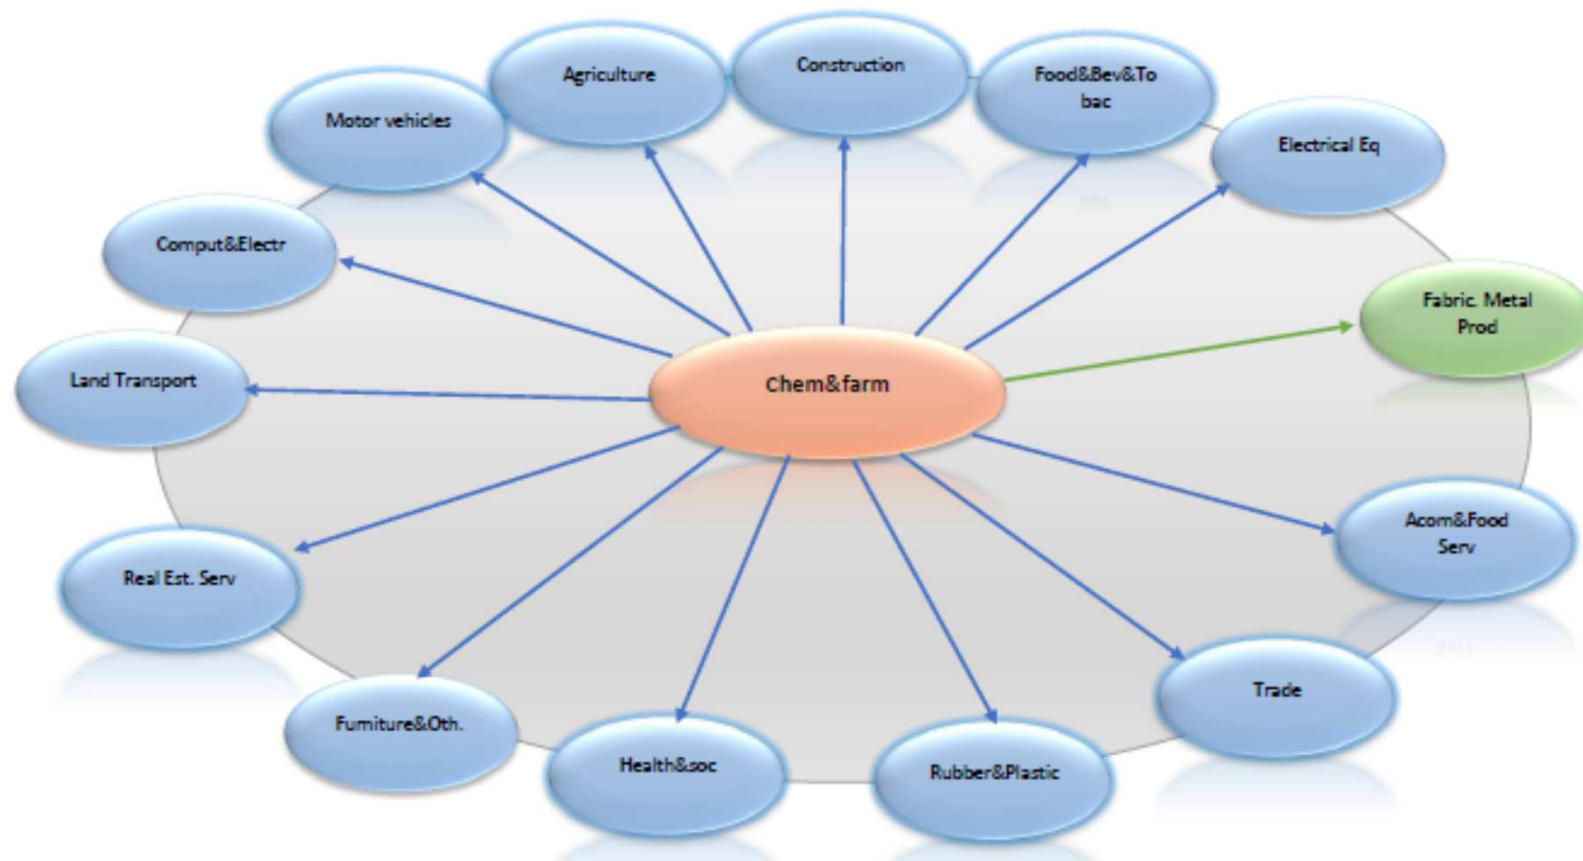 Construction
Agriculture
Food&Bev&To
bac
Motor vehicles
Electrical Eq
Comput&Electr
Fabric. Metal
Prod
Land Transport
Chem&farm
Acom&Food
Serv
Real Est. Serv
Trade
Furniture&Oth.
Health&soc
Rubber&Plastic